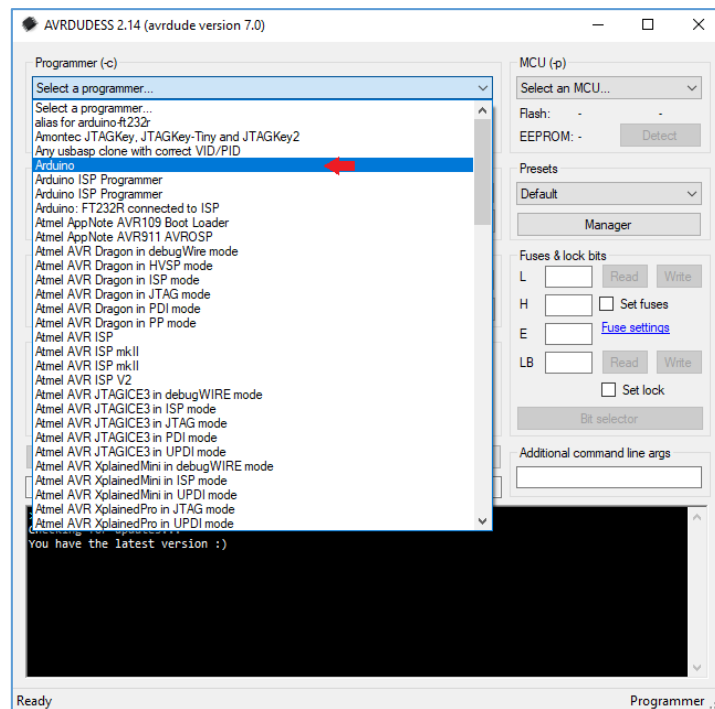 AVRDUDESS 2.14 (avrdude version 7.0)
Programmer (-c)
Select a programmer...
Select a programmer...
alias for arduino-ft232r
Amontec JTAGKey, JTAGKey-Tiny and JTAGKey2
Any usbasp clone with correct VID/PID
Arduino
Arduino ISP Programmer
Arduino ISP Programmer
Arduino: FT232R connected to ISP
Atmel AppNote AVR109 Boot Loader
Atmel AppNote AVR911 AVROSP
Atmel AVR Dragon in debugWire mode
Atmel AVR Dragon in HVSP mode
Atmel AVR Dragon in ISP mode
Atmel AVR Dragon in JTAG mode
Atmel AVR Dragon in PDI mode
Atmel AVR Dragon in PP mode
Atmel AVR ISP
Atmel AVR ISP mkII
Atmel AVR ISP mkII
Atmel AVR ISP V2
Atmel AVR JTAGICE3 in debugWIRE mode
Atmel AVR JTAGICE3 in ISP mode
Atmel AVR JTAGICE3 in JTAG mode
Atmel AVR JTAGICE3 in PDI mode
Atmel AVR JTAGICE3 in UPDI mode
Atmel AVR XplainedMini in debugWIRE mode
Atmel AVR XplainedMini in ISP mode
Atmel AVR XplainedMini in UPDI mode
Atmel AVR XplainedPro in JTAG mode
Atmel AVR XplainedPro in UPDI mode
You have the latest version :)
MCU (-p)
Select an MCU...
Flash: - -
EEPROM: - Detect
Presets
Default
Manager
Fuses & lock bits
L Read Write
H Set fuses
E Fuse settings
LB Read Write
Set lock
Bit selector
Additional command line args
Ready Programmer